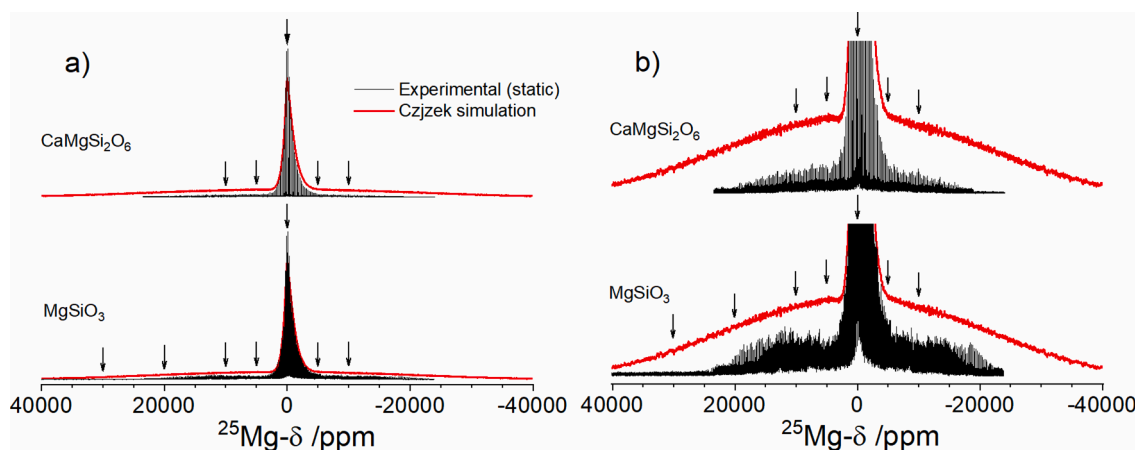 a)
Experimental (static)
Czjzek simulation
CaMgSi₂O₆
MgSiO₃
40000 20000 0 -20000 -40000
²⁵Mg-δ /ppm
b)
CaMgSi₂O₆
MgSiO₃
40000 20000 0 -20000 -40000
²⁵Mg-δ /ppm